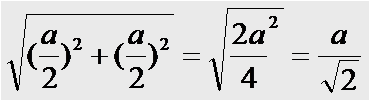 √((a/2)² + (a/2)²) = √(2a²/4) = a/√2